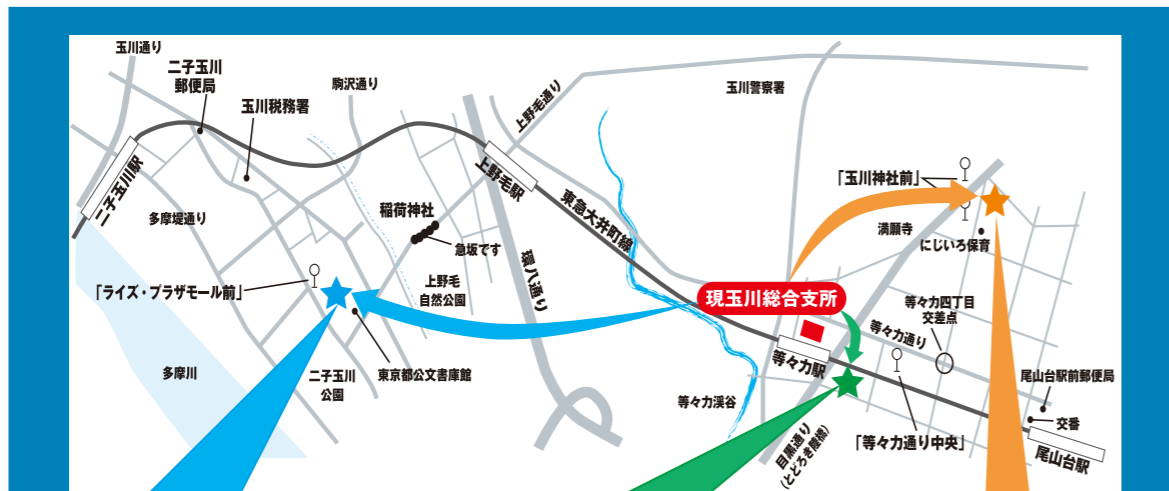 玉川通り
二子玉川
郵便局
玉川税務署
駒沢通り
上野毛通り
玉川警察署
二子玉川駅
多摩堤通り
稲荷神社
急坂です
上野毛駅
東急大井町線
「玉川神社前」
満願寺
にじいろ保育
「ライズ・プラザモール前」
上野毛
自然公園
環八通り
現玉川総合支所
等々力四丁目
交差点
等々力通り
等々力駅
多摩川
二子玉川
公園
東京都公文書庫館
等々力渓谷
尾山台駅前郵便局
交番
「等々力通り中央」
目黒通り
(とどろき陸橋)
尾山台駅